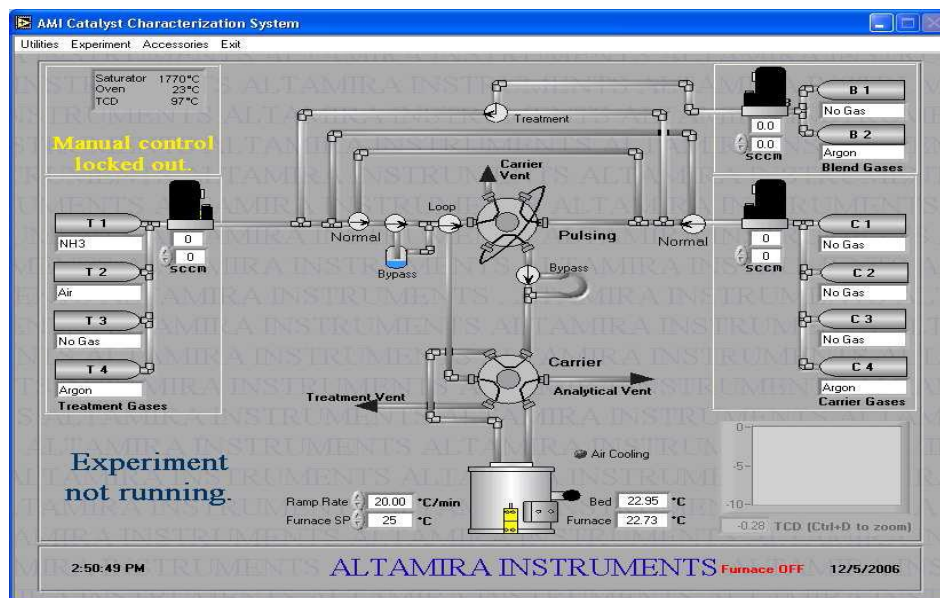 AMI Catalyst Characterization System
Utilities Experiment Accessories Exit
Saturator 1770°C
Oven 23°C
TCD 97°C
Manual control
locked out.
Treatment
Carrier
Vent
Loop
Normal
Bypass
Pulsing
Normal
Bypass
0.0
0.0
sccm
B 1
No Gas
B 2
Argon
Blend Gases
T 1
NH3
T 2
Air
T 3
No Gas
T 4
Argon
Treatment Gases
0
0
sccm
0
0
sccm
C 1
No Gas
C 2
No Gas
C 3
No Gas
C 4
Argon
Carrier Gases
Carrier
Analytical Vent
Treatment Vent
Experiment
not running.
Air Cooling
Ramp Rate 20.00 °C/min
Furnace SP 25 °C
Bed 22.95 °C
Furnace 22.73 °C
0-
-5-
-10-
-0.28 TCD (Ctrl+D to zoom)
2:50:49 PM ALTAMIRA INSTRUMENTS Furnace OFF 12/5/2006